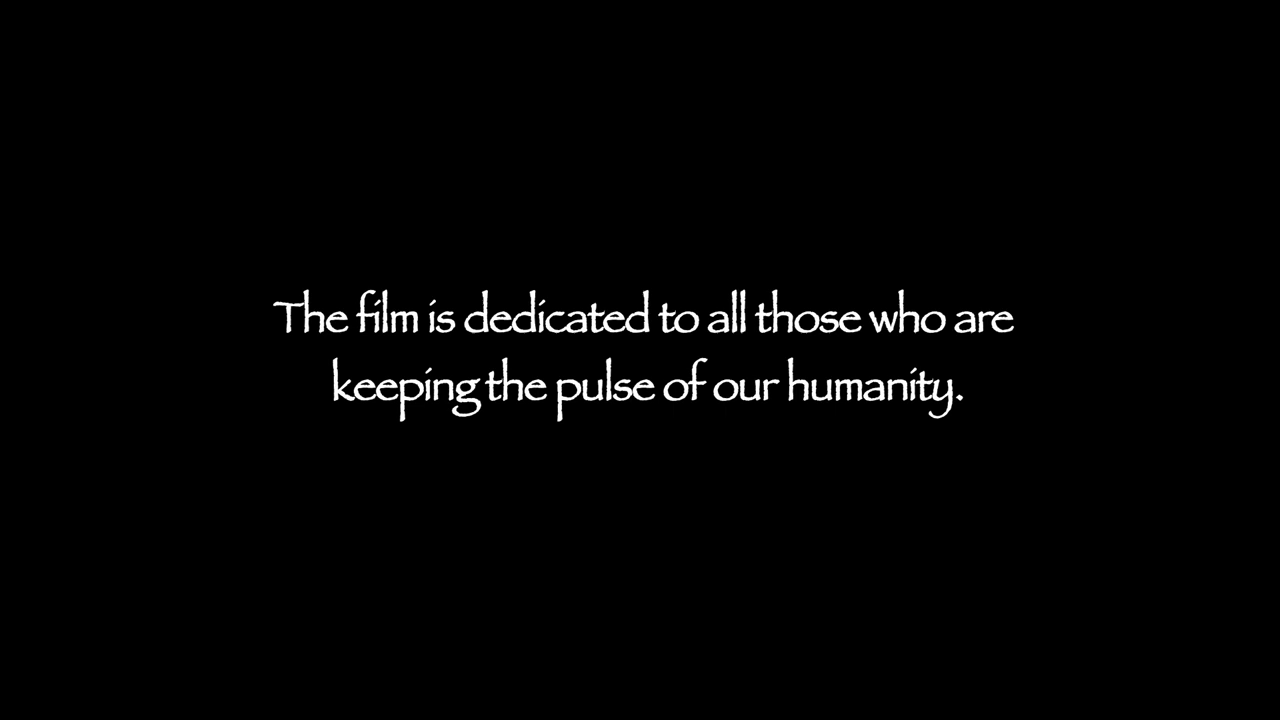 The film is dedicated to all those who are
keeping the pulse of our humanity.